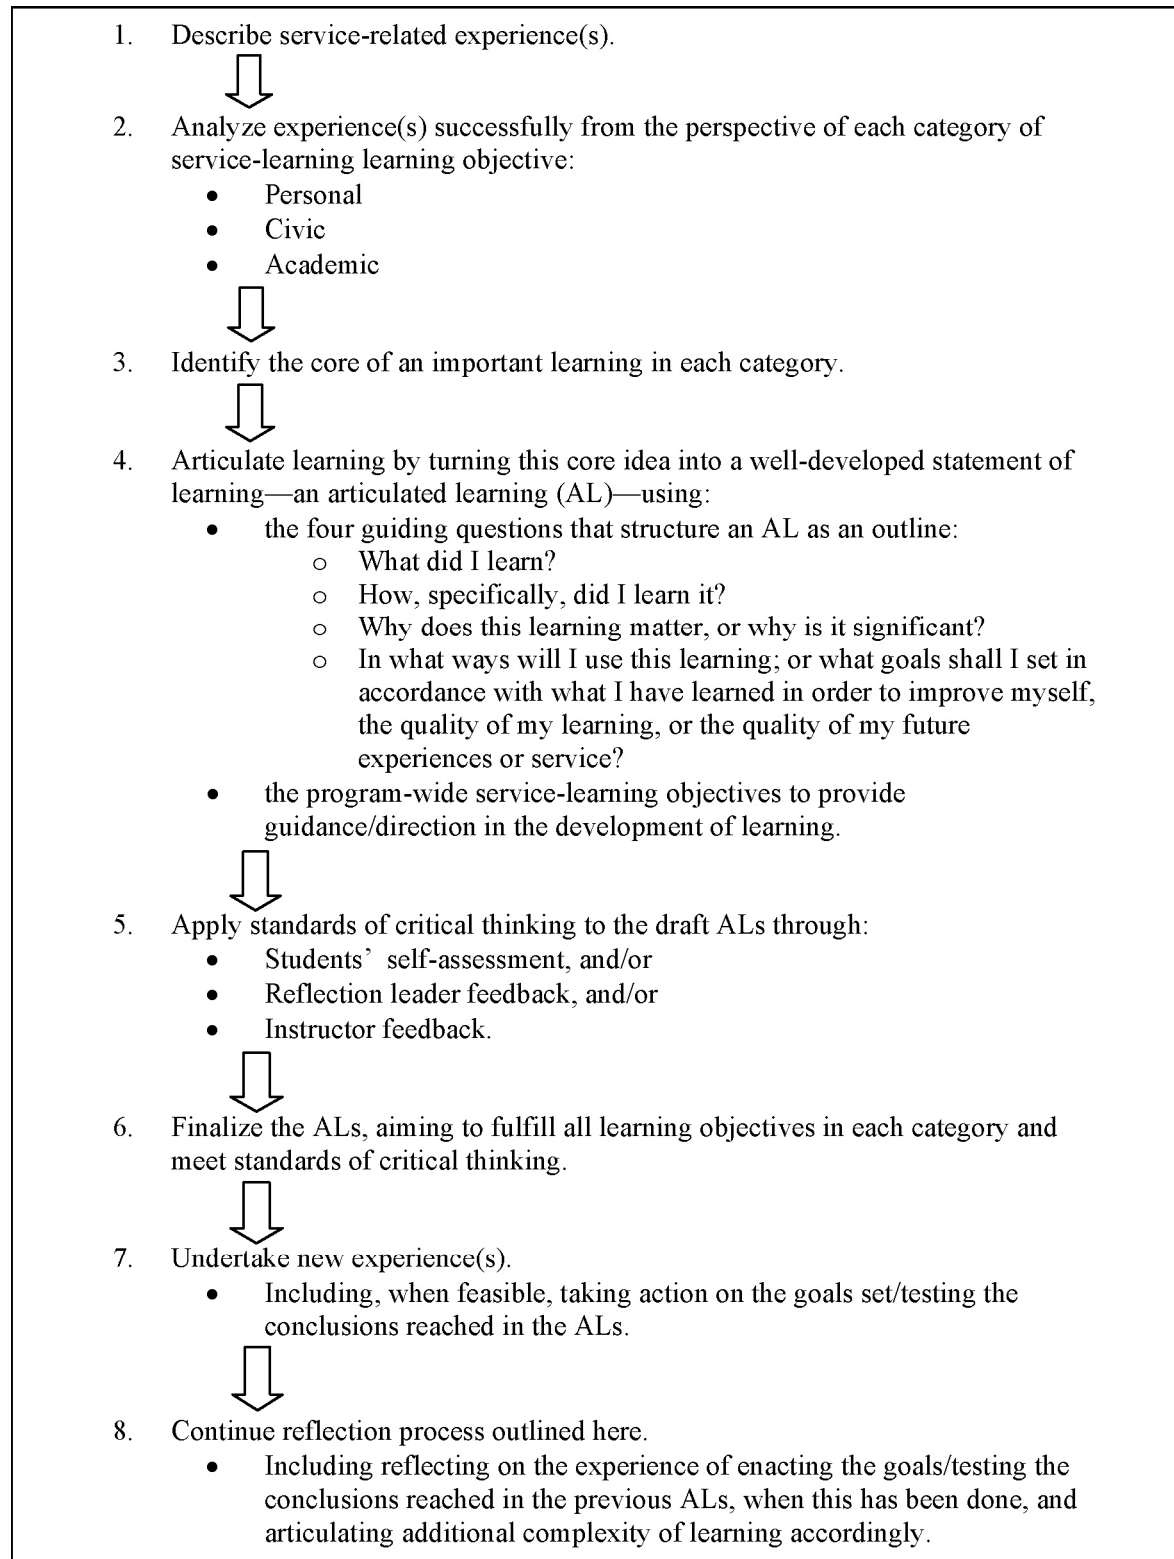 1. Describe service-related experience(s).
2. Analyze experience(s) successfully from the perspective of each category of
service-learning learning objective:
• Personal
• Civic
• Academic
3. Identify the core of an important learning in each category.
4. Articulate learning by turning this core idea into a well-developed statement of
learning—an articulated learning (AL)—using:
• the four guiding questions that structure an AL as an outline:
o What did I learn?
o How, specifically, did I learn it?
o Why does this learning matter, or why is it significant?
o In what ways will I use this learning; or what goals shall I set in
accordance with what I have learned in order to improve myself,
the quality of my learning, or the quality of my future
experiences or service?
• the program-wide service-learning objectives to provide
guidance/direction in the development of learning.
5. Apply standards of critical thinking to the draft ALs through:
• Students’ self-assessment, and/or
• Reflection leader feedback, and/or
• Instructor feedback.
6. Finalize the ALs, aiming to fulfill all learning objectives in each category and
meet standards of critical thinking.
7. Undertake new experience(s).
• Including, when feasible, taking action on the goals set/testing the
conclusions reached in the ALs.
8. Continue reflection process outlined here.
• Including reflecting on the experience of enacting the goals/testing the
conclusions reached in the previous ALs, when this has been done, and
articulating additional complexity of learning accordingly.